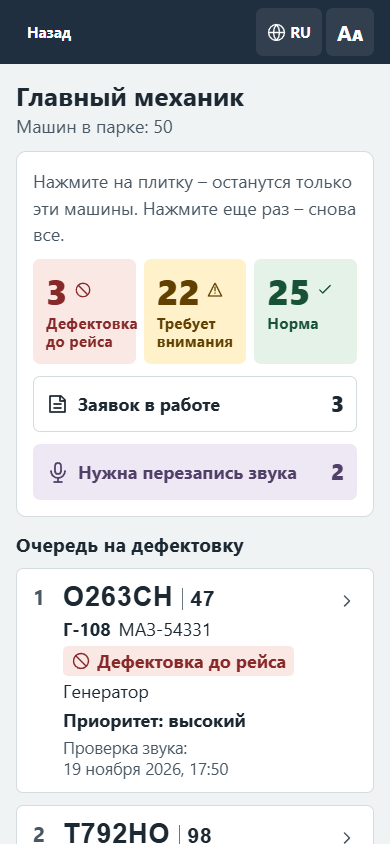 Назад
RU
Aa
Главный механик
Машин в парке: 50
Нажмите на плитку – останутся только
эти машины. Нажмите еще раз – снова
все.
3
Дефектовка
до рейса
22
Требует
внимания
25
Норма
Заявок в работе
3
Нужна перезапись звука
2
Очередь на дефектовку
1
О263СН | 47
Г-108 МАЗ-54331
Дефектовка до рейса
Генератор
Приоритет: высокий
Проверка звука:
19 ноября 2026, 17:50
2
Т792НО | 98